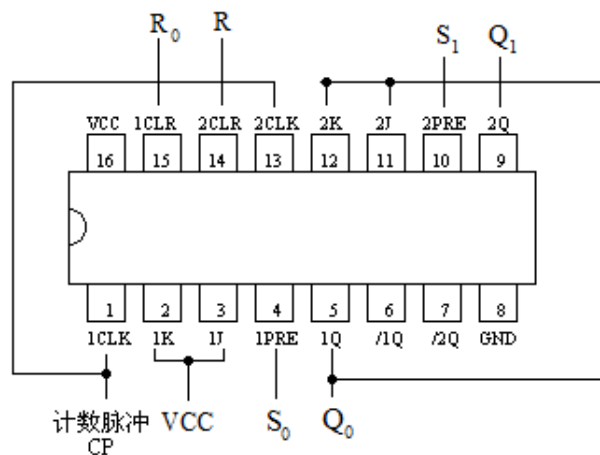 R0 R S1 Q1
VCC 1CLR 2CLR 2CLK 2K 2J 2PRE 2Q
16 15 14 13 12 11 10 9
1 2 3 4 5 6 7 8
1CLK 1K 1J 1PRE 1Q /1Q /2Q GND
计数脉冲 VCC S0 Q0
CP